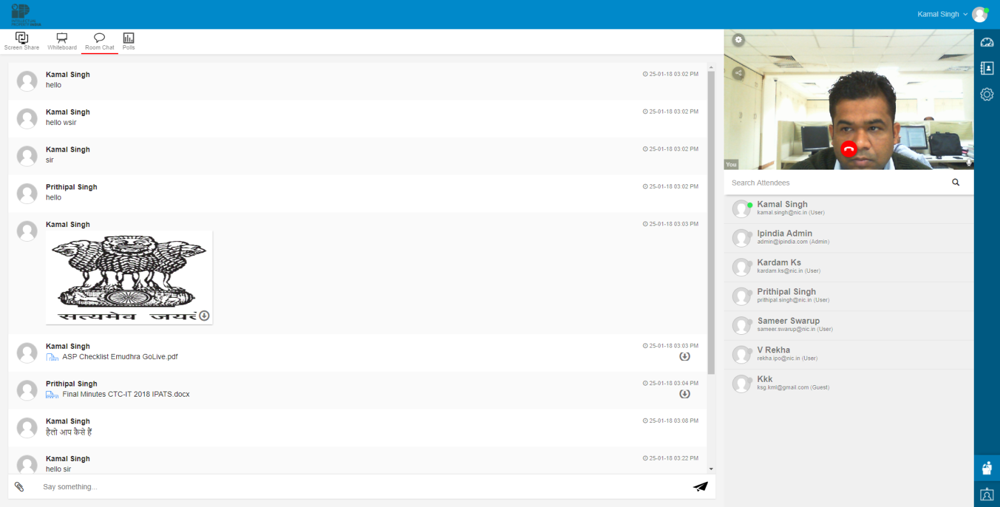 iP
INTELLECTUAL
PROPERTY INDIA
Kamal Singh
Screen Share
Whiteboard
Room Chat
Polls
Kamal Singh
25-01-18 03:02 PM
hello
Kamal Singh
25-01-18 03:02 PM
hello wsir
Kamal Singh
25-01-18 03:02 PM
sir
Prithipal Singh
25-01-18 03:02 PM
hello
Kamal Singh
25-01-18 03:03 PM
सत्यमेव जयते
Kamal Singh
25-01-18 03:03 PM
ASP Checklist Emudhra GoLive.pdf
Prithipal Singh
25-01-18 03:04 PM
Final Minutes CTC-IT 2018 IPATS.docx
Kamal Singh
25-01-18 03:08 PM
हैलो आप कैसे हैं
Kamal Singh
25-01-18 03:22 PM
hello sir
Say something...
You
Search Attendees
Kamal Singh
kamal.singh@nic.in (User)
Ipindia Admin
admin@ipindia.com (Admin)
Kardam Ks
kardam.ks@nic.in (User)
Prithipal Singh
prithipal.singh@nic.in (User)
Sameer Swarup
sameer.swarup@nic.in (User)
V Rekha
rekha.ipo@nic.in (User)
Kkk
ksg.kml@gmail.com (Guest)